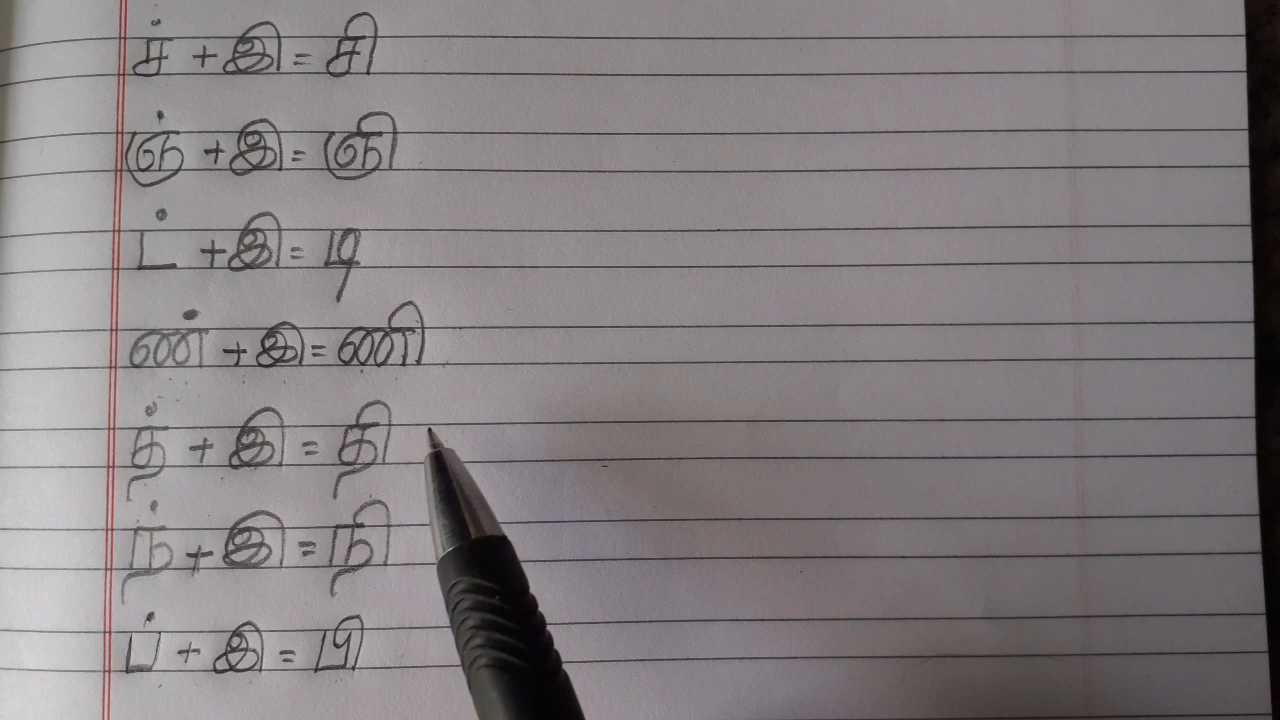 ச் + இ = சி
ஞ் + இ = ஞி
ட் + இ = டி
ண் + இ = ணி
த் + இ = தி
ந் + இ = நி
ப் + இ = பி